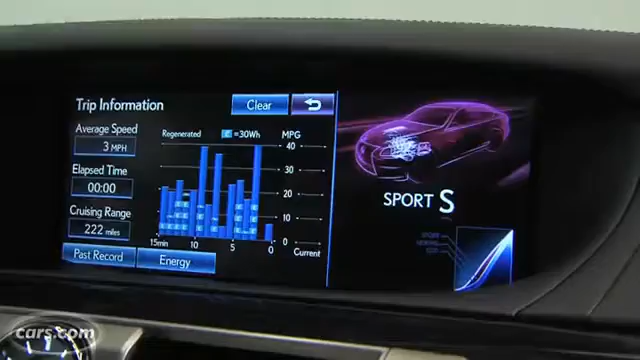 Trip Information
Clear
Average Speed
3 MPH
Elapsed Time
00:00
Cruising Range
222 miles
Past Record
Energy
Regenerated
=30Wh
MPG
40
30
20
10
0
15min
10
5
0
Current
SPORT S
cars.com